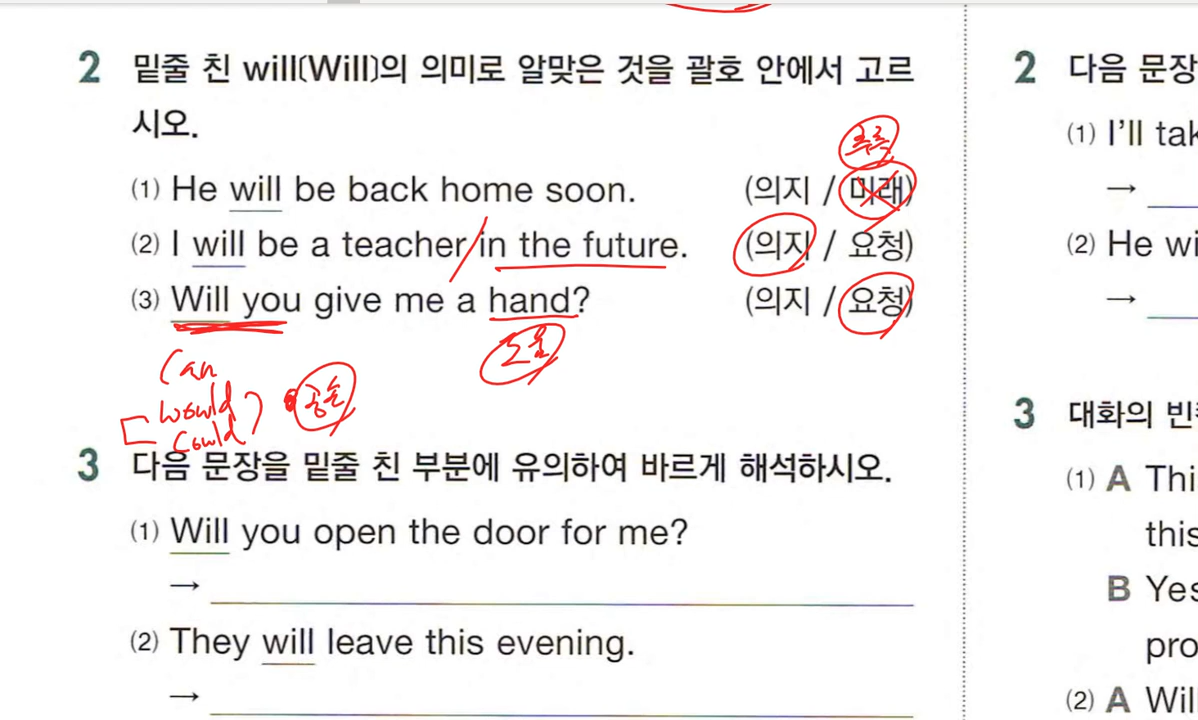 2 밑줄 친 will(Will)의 의미로 알맞은 것을 괄호 안에서 고르
시오.
추측
(1) He will be back home soon. (의지 / 미래)
(2) I will be a teacher / in the future. (의지 / 요청)
(3) Will you give me a hand? (의지 / 요청)
도움
Can
would
could
공손
3 다음 문장을 밑줄 친 부분에 유의하여 바르게 해석하시오.
(1) Will you open the door for me?
→
(2) They will leave this evening.
→
2 다음 문장
(1) I'll tak
→
(2) He wi
→
3 대화의 빈
(1) A Thi
this
B Yes
pro
(2) A Wil